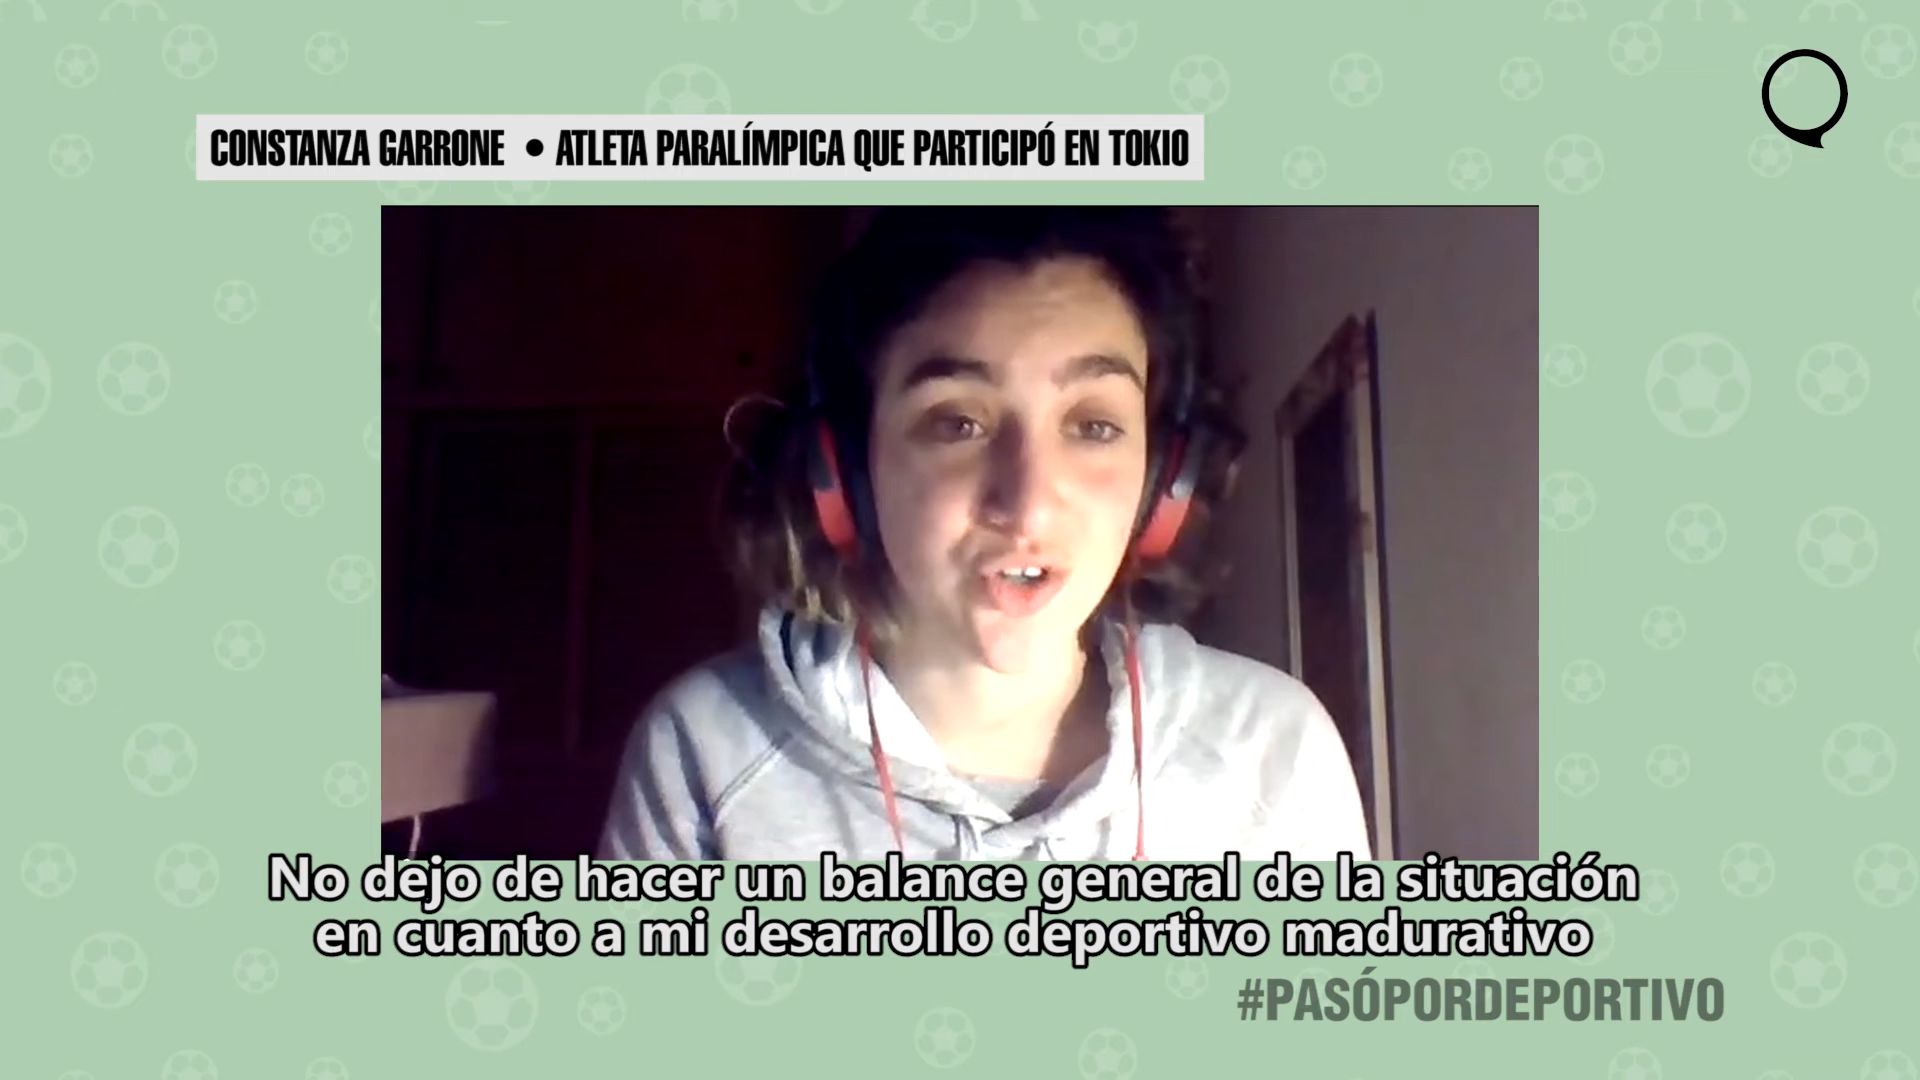 CONSTANZA GARRONE • ATLETA PARALÍMPICA QUE PARTICIPÓ EN TOKIO
No dejo de hacer un balance general de la situación
en cuanto a mi desarrollo deportivo madurativo
#PASÓPORDEPORTIVO